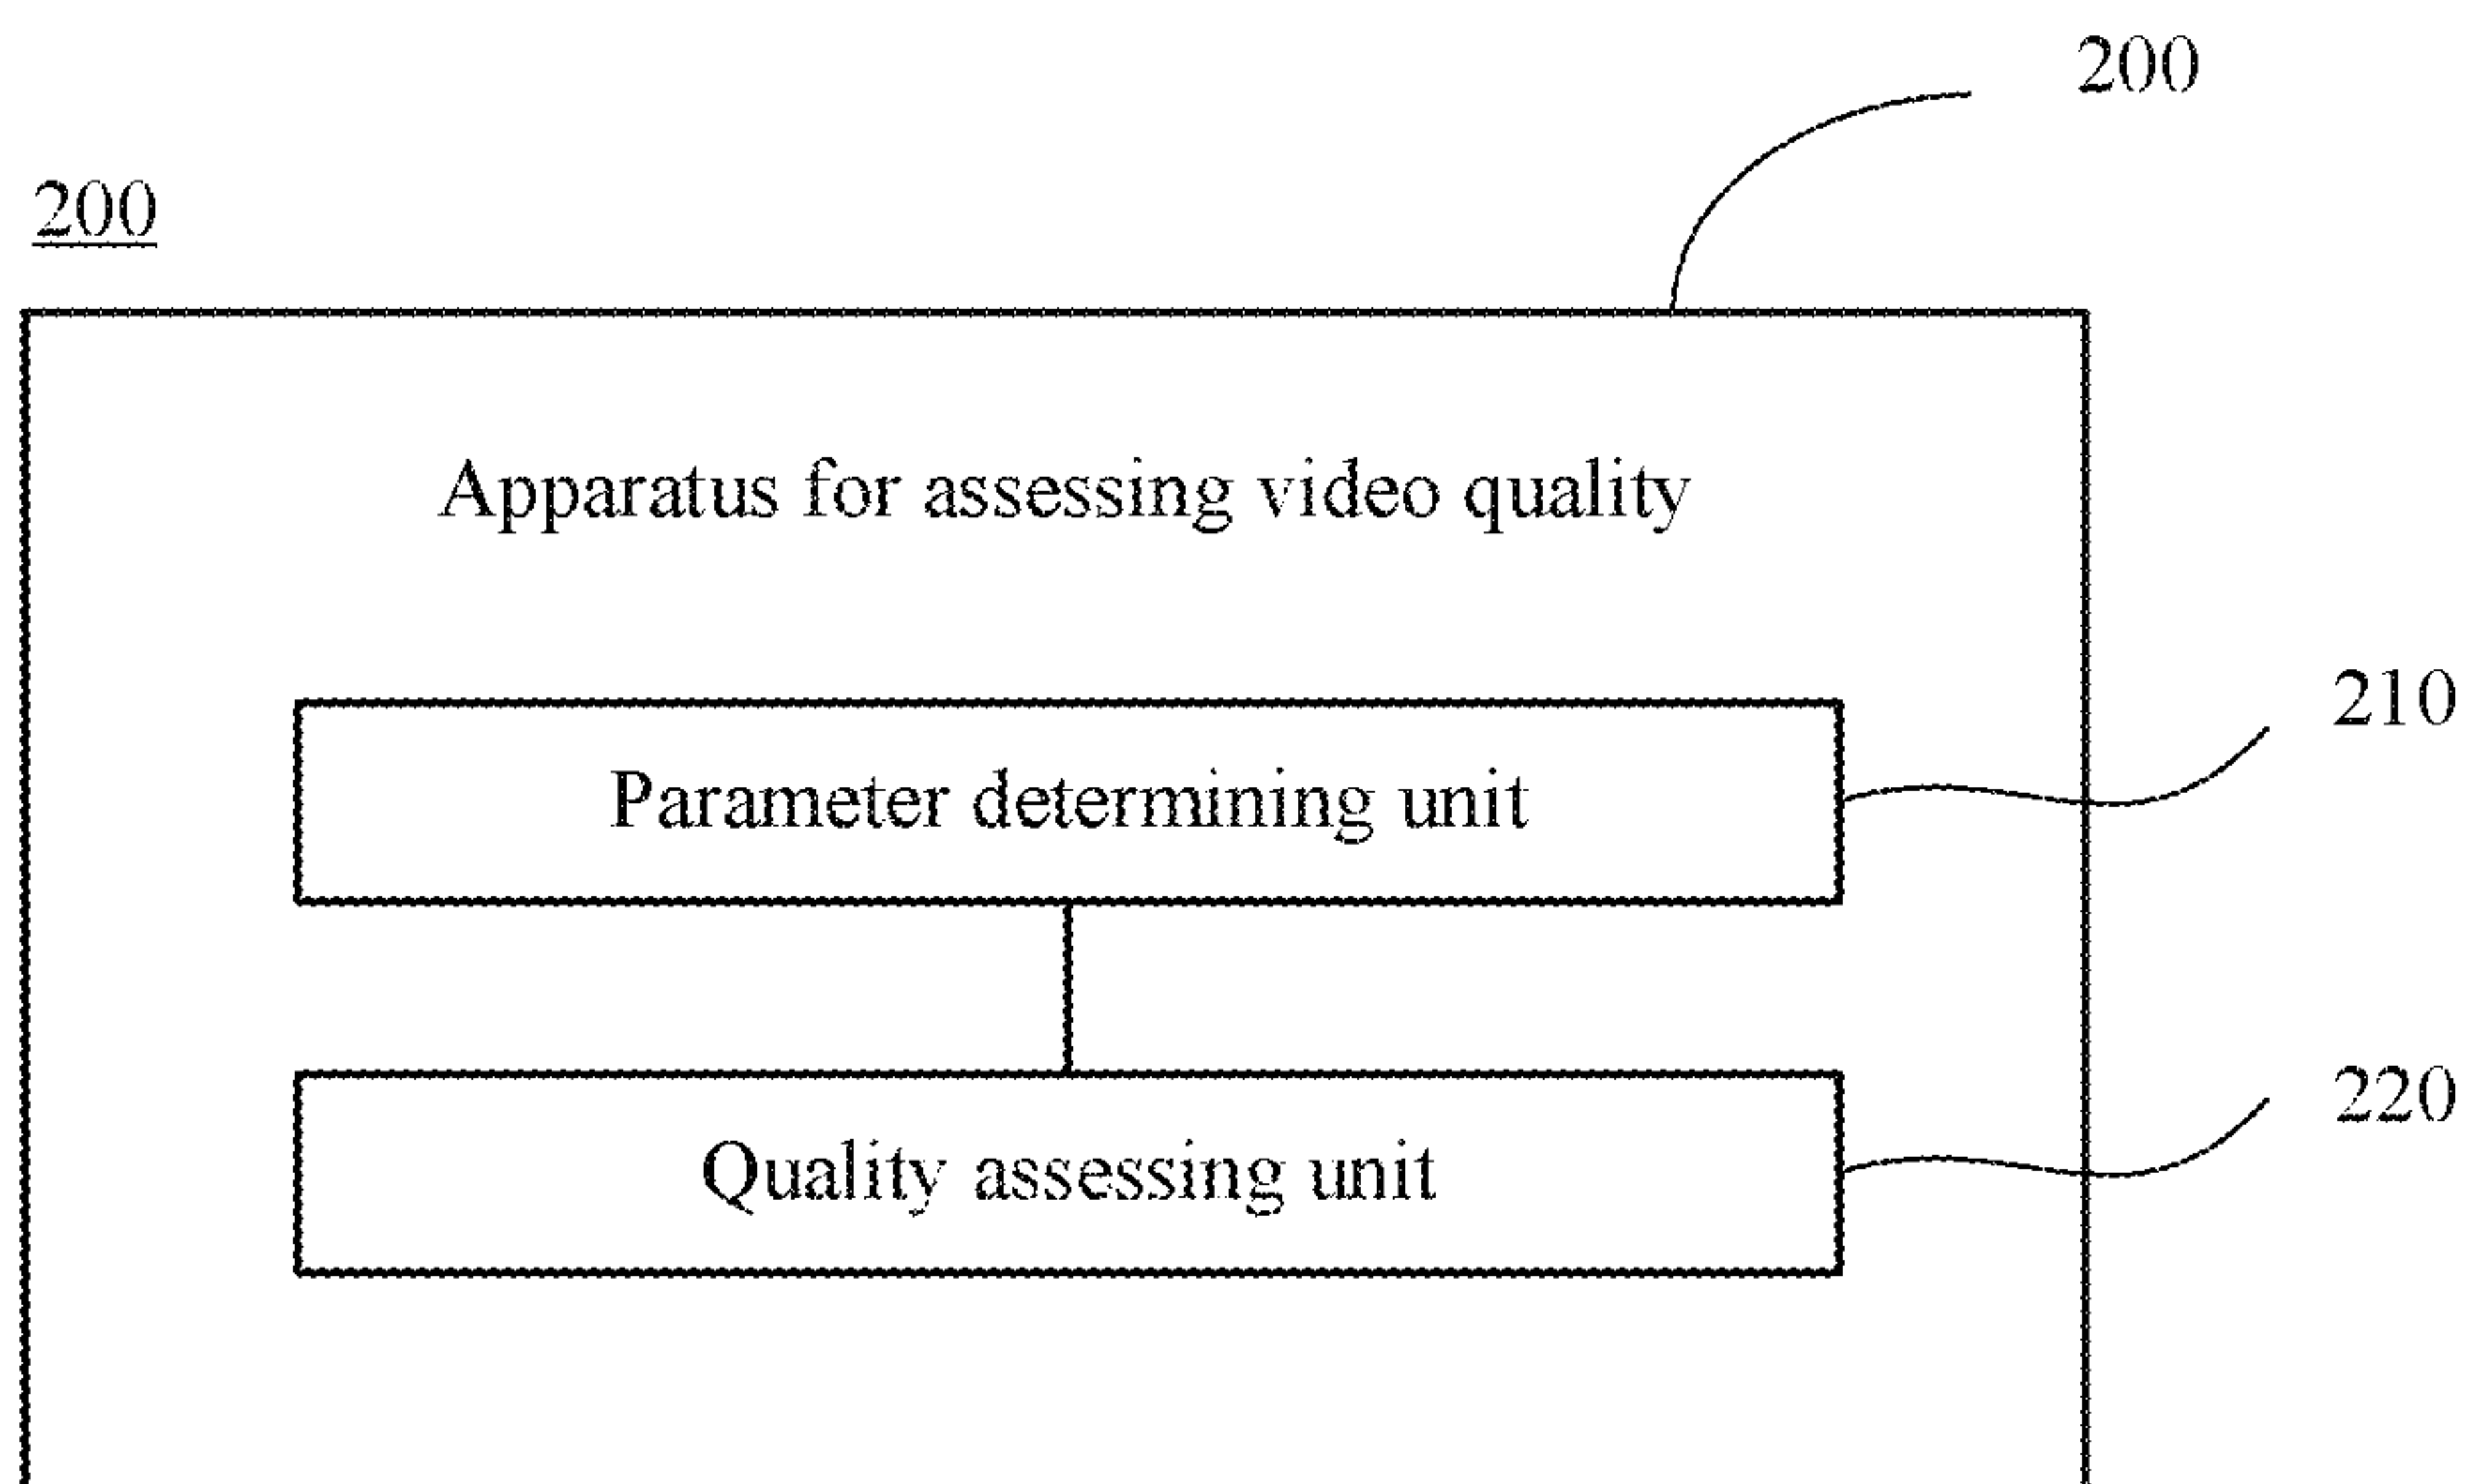 200
200
Apparatus for assessing video quality
210
Parameter determining unit
220
Quality assessing unit